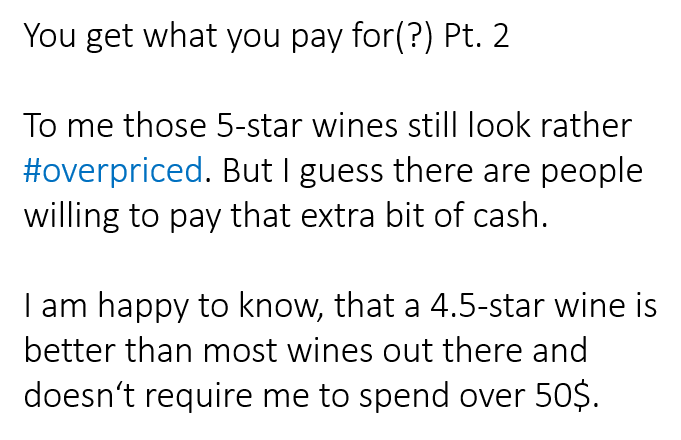 You get what you pay for(?) Pt. 2
To me those 5-star wines still look rather
#overpriced. But I guess there are people
willing to pay that extra bit of cash.
I am happy to know, that a 4.5-star wine is
better than most wines out there and
doesn‘t require me to spend over 50$.